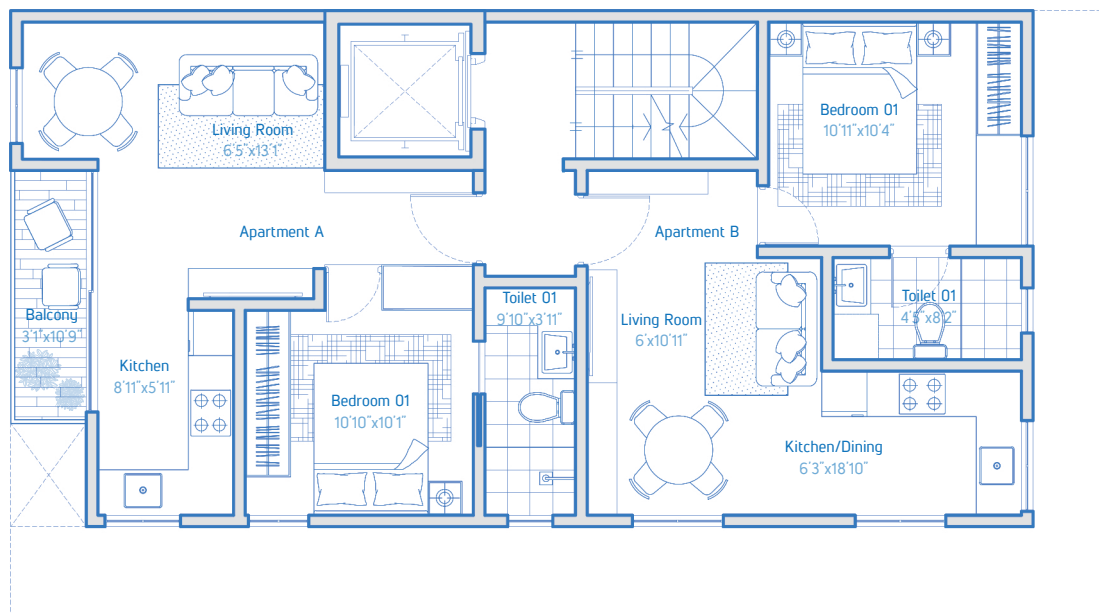 Living Room
6'5"x13'1"
Bedroom 01
10'11"x10'4"
Apartment A
Apartment B
Balcony
3'1"x10'9"
Kitchen
8'11"x5'11"
Bedroom 01
10'10"x10'1"
Toilet 01
9'10"x3'11"
Living Room
6'x10'11"
Toilet 01
4'5"x8'2"
Kitchen/Dining
6'3"x18'10"